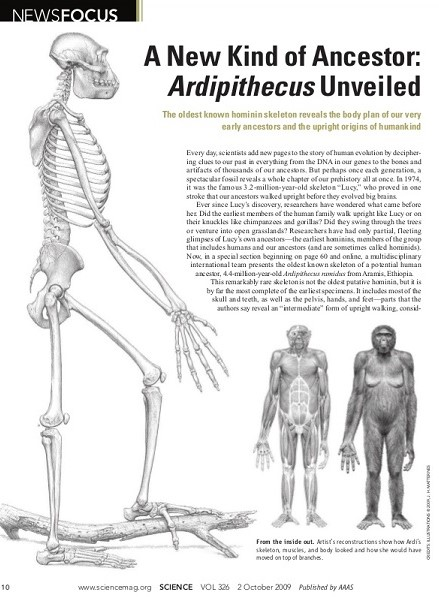 NEWSFOCUS
A New Kind of Ancestor:
Ardipithecus Unveiled
The oldest known hominin skeleton reveals the body plan of our very
early ancestors and the upright origins of humankind
Every day, scientists add new pages to the story of human evolution by decipher-
ing clues to our past in everything from the DNA in our genes to the bones and
artifacts of thousands of our ancestors. But perhaps once each generation, a
spectacular fossil reveals a whole chapter of our prehistory all at once. In 1974,
it was the famous 3.2-million-year-old skeleton "Lucy," who proved in one
stroke that our ancestors walked upright before they evolved big brains.
Ever since Lucy's discovery, researchers have wondered what came before
her. Did the earliest members of the human family walk upright like Lucy or on
their knuckles like chimpanzees and gorillas? Did they swing through the trees
or venture into open grasslands? Researchers have had only partial, fleeting
glimpses of Lucy's own ancestors—the earliest hominins, members of the group
that includes humans and our ancestors (and are sometimes called hominids).
Now, in a special section beginning on page 60 and online, a multidisciplinary
international team presents the oldest known skeleton of a potential human
ancestor, 4.4-million-year-old Ardipithecus ramidus from Aramis, Ethiopia.
This remarkably rare skeleton is not the oldest putative hominin, but it is
by far the most complete of the earliest specimens. It includes most of the
skull and teeth, as well as the pelvis, hands, and feet—parts that the
authors say reveal an "intermediate" form of upright walking, consid-
From the inside out. Artist's reconstructions show how Ardi's
skeleton, muscles, and body looked and how she would have
moved on top of branches.
CREDITS: ILLUSTRATIONS © 2009, J. H. MATTERNES
10 www.sciencemag.org SCIENCE VOL 326 2 October 2009 Published by AAAS